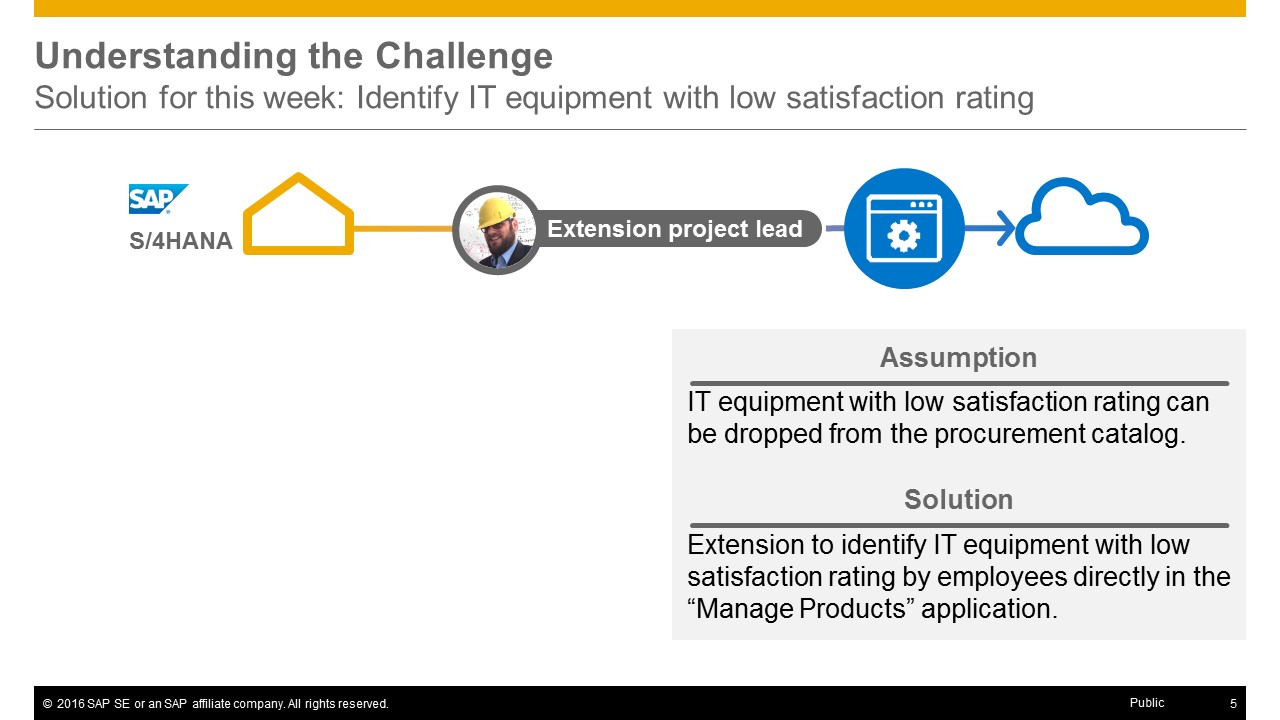 Understanding the Challenge
Solution for this week: Identify IT equipment with low satisfaction rating
SAP®
S/4HANA
Extension project lead
Assumption
IT equipment with low satisfaction rating can
be dropped from the procurement catalog.
Solution
Extension to identify IT equipment with low
satisfaction rating by employees directly in the
“Manage Products” application.
© 2016 SAP SE or an SAP affiliate company. All rights reserved.
Public
5